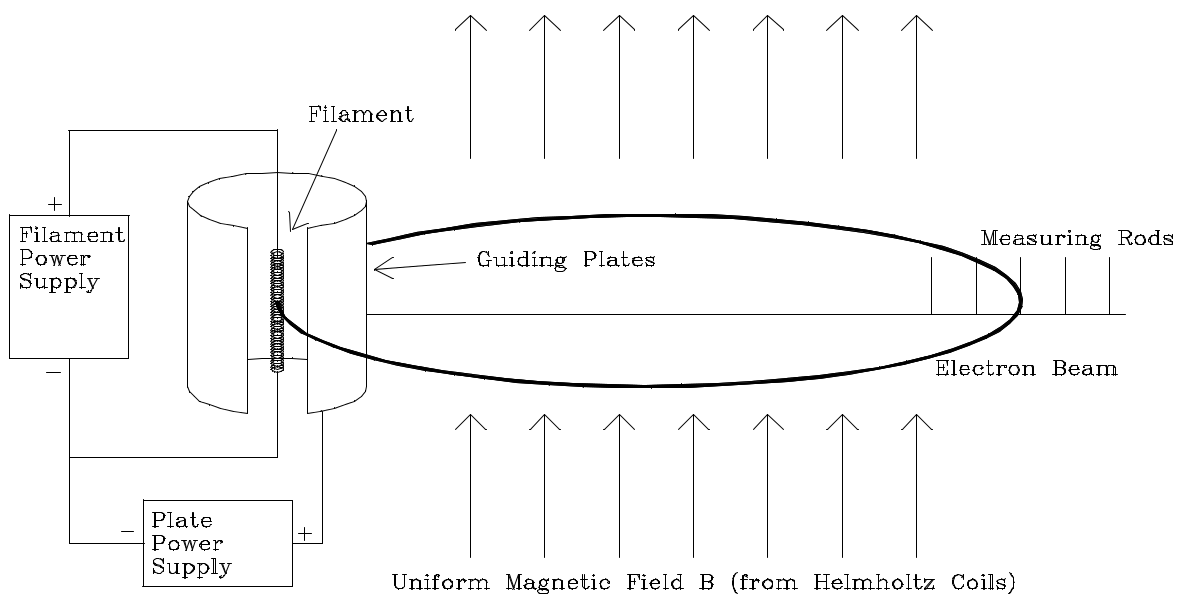 Filament
+
Filament
Power
Supply
Measuring Rods
Guiding Plates
−
Electron Beam
−
Plate
Power
Supply
+
Uniform Magnetic Field B (from Helmholtz Coils)